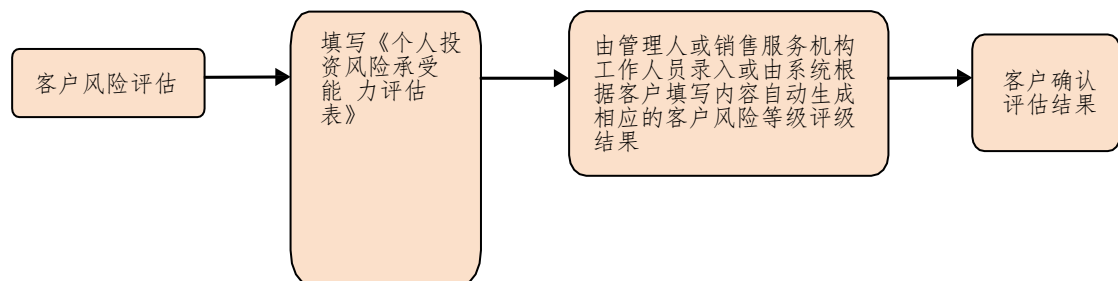 客户风险评估
填写《个人投
资风险承受
能 力评估
表》
由管理人或销售服务机构
工作人员录入或由系统根
据客户填写内容自动生成
相应的客户风险等级评级
结果
客户确认
评估结果